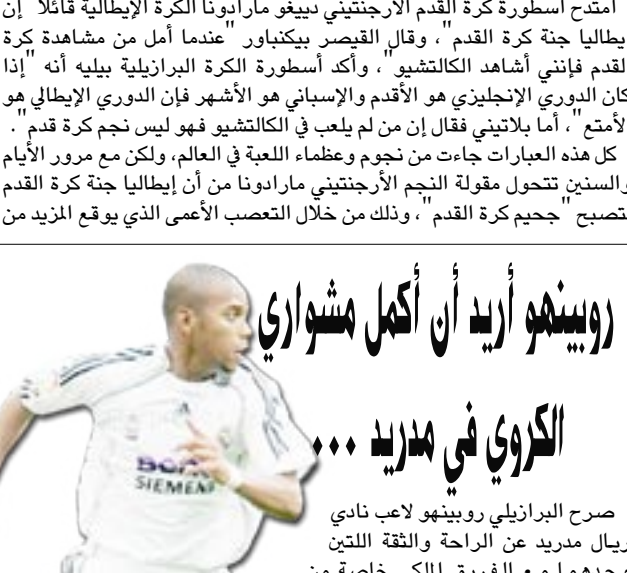 امتدح أسطورة كرة القدم الأرجنتيني دييغو مارادونا الكرة الإيطالية قائلاً "إن
إيطاليا جنة كرة القدم"، وقال القيصر بيكنباور "عندما أمل من مشاهدة كرة
القدم فإنني أشاهد الكالتشيو"، وأكد أسطورة الكرة البرازيلية بيليه أنه "إذا
كان الدوري الإنجليزي هو الأقدم والإسباني هو الأشهر فإن الدوري الإيطالي هو
الأمتع"، أما بلاتيني فقال إن من لم يلعب في الكالتشيو فهو ليس نجم كرة قدم".
كل هذه العبارات جاءت من نجوم وعظماء اللعبة في العالم، ولكن مع مرور الأيام
والسنين تتحول مقولة النجم الأرجنتيني مارادونا من أن إيطاليا جنة كرة القدم
لتصبح "جحيم كرة القدم"، وذلك من خلال التعصب الأعمى الذي يوقع المزيد من
روبينهو أريد أن أكمل مشواري
الكروي في مدريد ...
صرح البرازيلي روبينهو لاعب نادي
ريال مدريد عن الراحة والثقة اللتين
الفريق الملكي خاصة من
SIEMENS